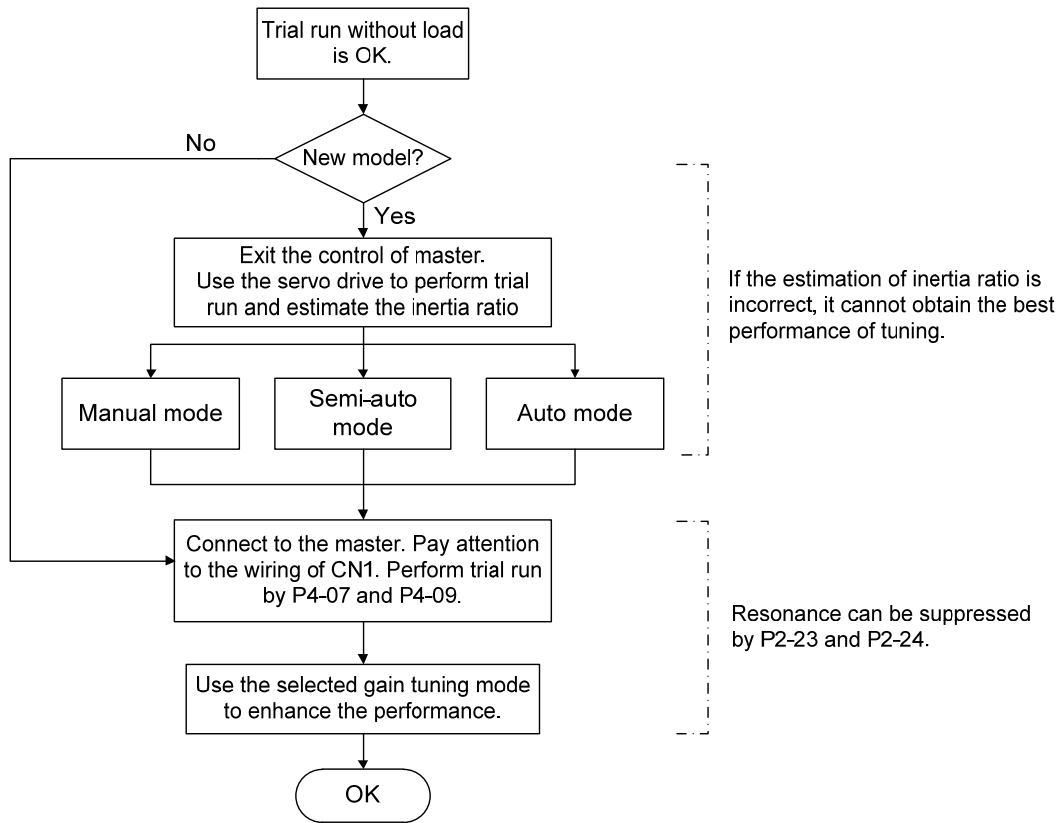 Trial run without load
is OK.
No
New model?
Yes
Exit the control of master.
Use the servo drive to perform trial
run and estimate the inertia ratio
If the estimation of inertia ratio is
incorrect, it cannot obtain the best
performance of tuning.
Manual mode
Semi-auto
mode
Auto mode
Connect to the master. Pay attention
to the wiring of CN1. Perform trial run
by P4-07 and P4-09.
Resonance can be suppressed
by P2-23 and P2-24.
Use the selected gain tuning mode
to enhance the performance.
OK